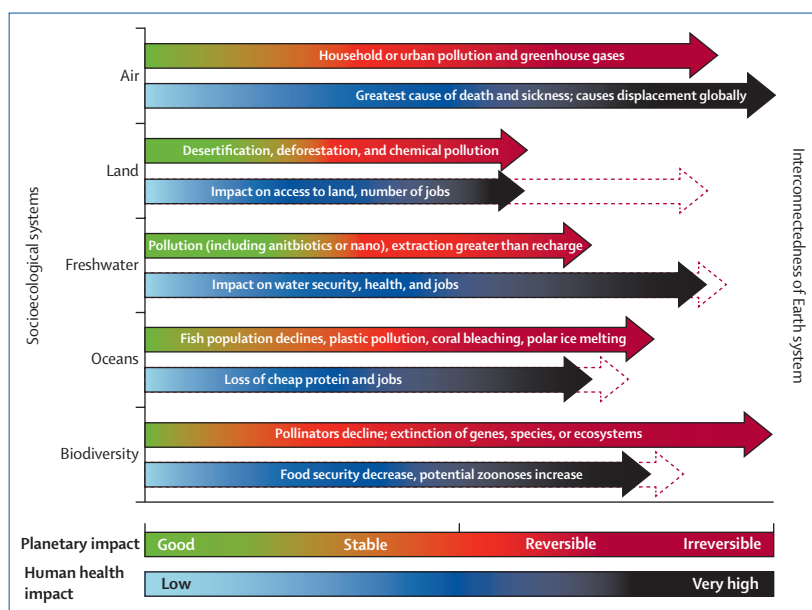 Socioecological systems
Interconnectedness of Earth system
Air
Household or urban pollution and greenhouse gases
Greatest cause of death and sickness; causes displacement globally
Land
Desertification, deforestation, and chemical pollution
Impact on access to land, number of jobs
Freshwater
Pollution (including anitbiotics or nano), extraction greater than recharge
Impact on water security, health, and jobs
Oceans
Fish population declines, plastic pollution, coral bleaching, polar ice melting
Loss of cheap protein and jobs
Biodiversity
Pollinators decline; extinction of genes, species, or ecosystems
Food security decrease, potential zoonoses increase
Planetary impact
Good
Stable
Reversible
Irreversible
Human health
impact
Low
Very high